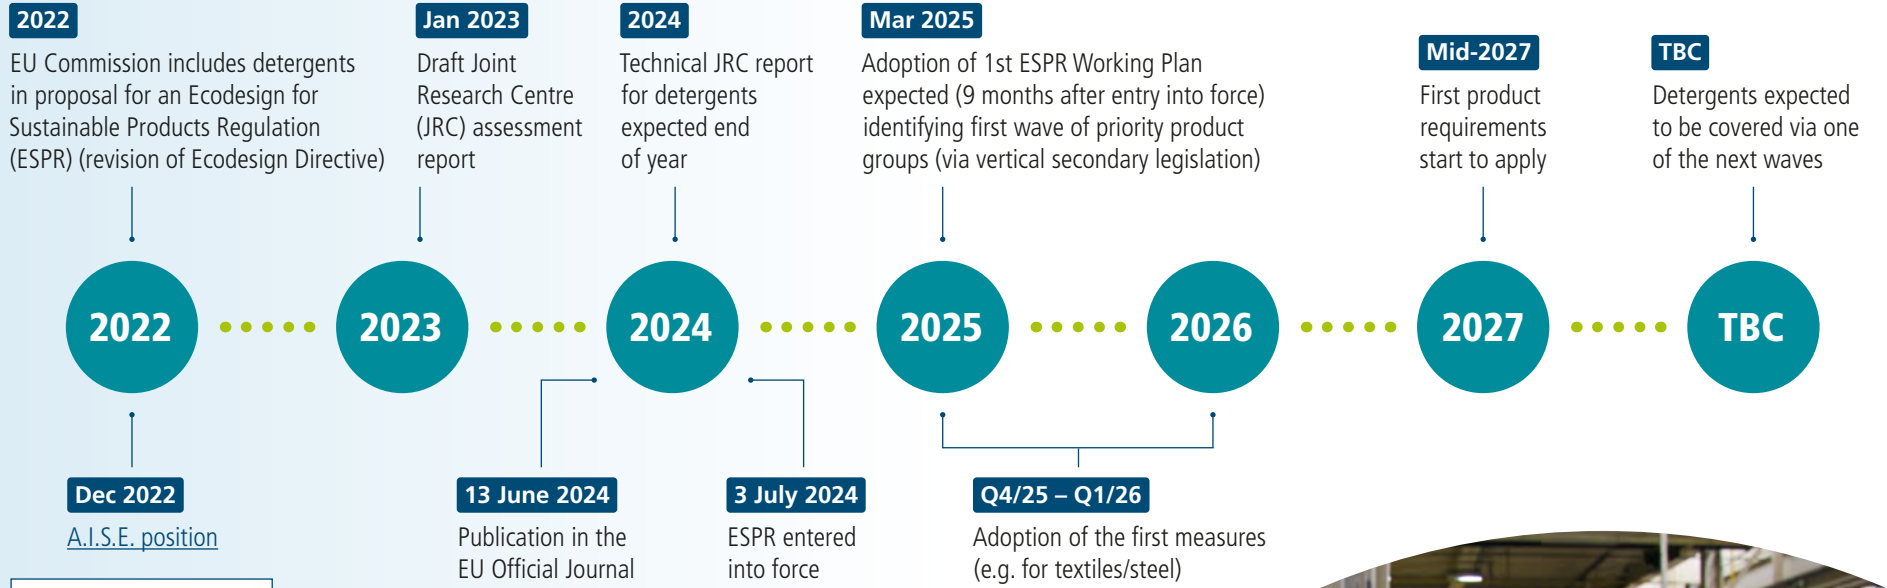 2022
EU Commission includes detergents
in proposal for an Ecodesign for
Sustainable Products Regulation
(ESPR) (revision of Ecodesign Directive)
Jan 2023
Draft Joint
Research Centre
(JRC) assessment
report
2024
Technical JRC report
for detergents
expected end
of year
Mar 2025
Adoption of 1st ESPR Working Plan
expected (9 months after entry into force)
identifying first wave of priority product
groups (via vertical secondary legislation)
Mid-2027
First product
requirements
start to apply
TBC
Detergents expected
to be covered via one
of the next waves
2022
2023
2024
2025
2026
2027
TBC
Dec 2022
A.I.S.E. position
13 June 2024
Publication in the
EU Official Journal
3 July 2024
ESPR entered
into force
Q4/25 – Q1/26
Adoption of the first measures
(e.g. for textiles/steel)